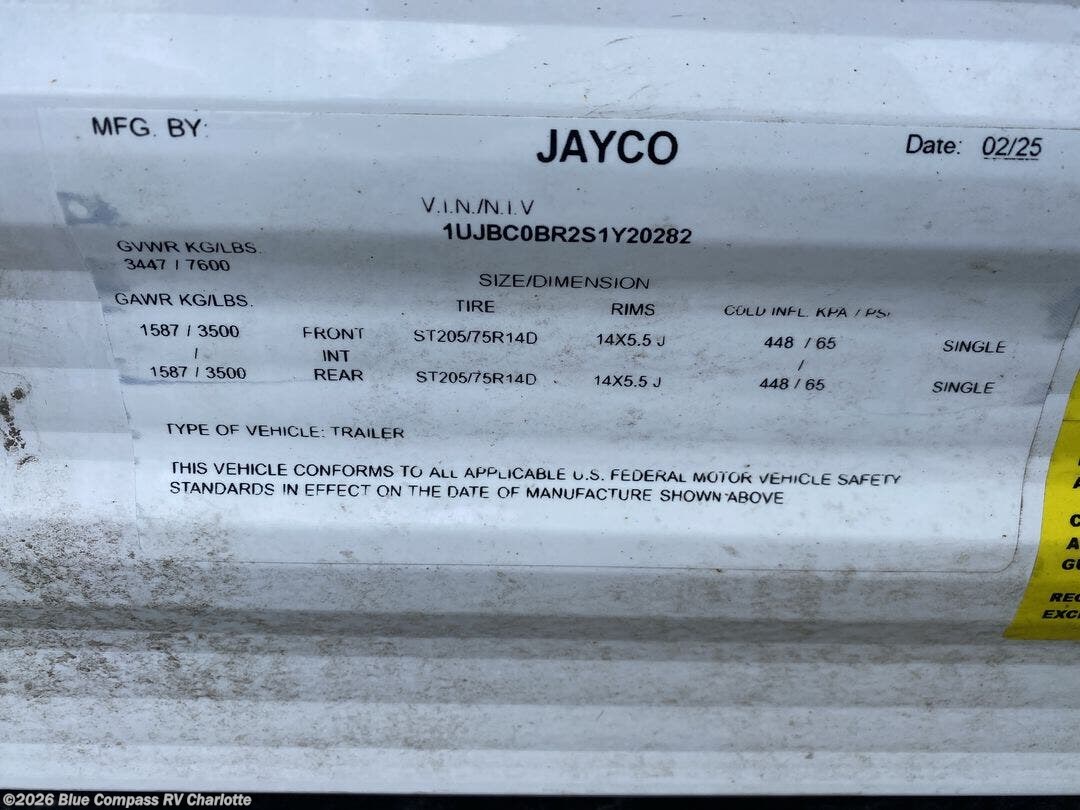 MFG. BY:
JAYCO
Date: 02/25
V.I.N./N.I.V
1UJBC0BR2S1Y20282
GVWR KG/LBS.
3447 / 7600
SIZE/DIMENSION
GAWR KG/LBS. TIRE RIMS COLD INFL. KPA / PSI
1587 / 3500 FRONT ST205/75R14D 14X5.5 J 448 / 65 SINGLE
/ INT /
1587 / 3500 REAR ST205/75R14D 14X5.5 J 448 / 65 SINGLE
TYPE OF VEHICLE: TRAILER
THIS VEHICLE CONFORMS TO ALL APPLICABLE U.S. FEDERAL MOTOR VEHICLE SAFETY
STANDARDS IN EFFECT ON THE DATE OF MANUFACTURE SHOWN ABOVE
©2026 Blue Compass RV Charlotte